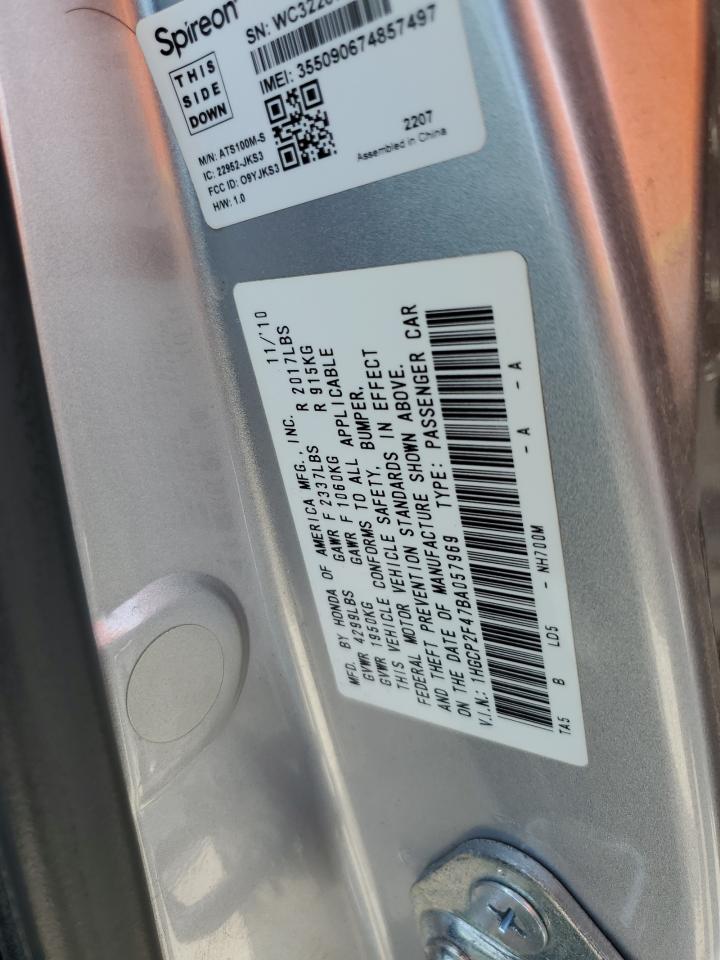 Spireon
SN: WC3220
IMEI: 355090674857497
THIS
SIDE
DOWN
M/N: ATS100M-S
IC: 22952-JKS3
FCC ID: O9YJKS3
H/W: 1.0
2207
Assembled in China
MFD. BY HONDA OF AMERICA MFG., INC. 11/'10
GVWR 4299LBS GAWR F 2337LBS R 2017LBS
GVWR 1950KG GAWR F 1060KG R 915KG
THIS VEHICLE CONFORMS TO ALL APPLICABLE
FEDERAL MOTOR VEHICLE SAFETY, BUMPER,
AND THEFT PREVENTION STANDARDS IN EFFECT
ON THE DATE OF MANUFACTURE SHOWN ABOVE.
V.I.N.: 1HGCP2F47BA057969 TYPE: PASSENGER CAR
TA5 B LD5 - NH700M - A - A